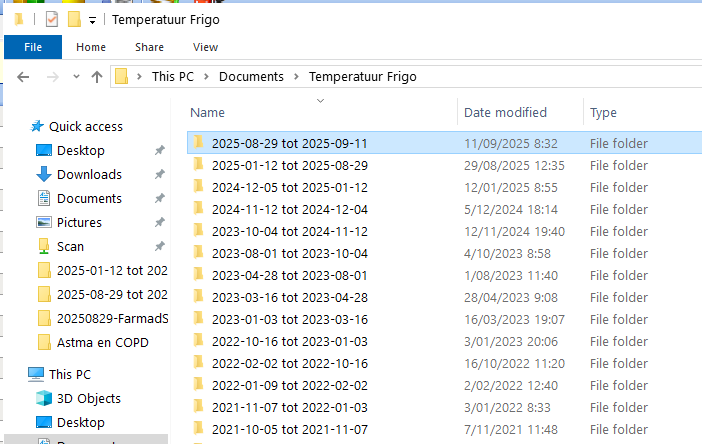 Temperatuur Frigo
File Home Share View
This PC > Documents > Temperatuur Frigo
Name Date modified Type
Quick access
Desktop
Downloads
Documents
Pictures
Scan
2025-01-12 tot 202
2025-08-29 tot 202
20250829-FarmadS
Astma en COPD
This PC
3D Objects
Desktop
2025-08-29 tot 2025-09-11 11/09/2025 8:32 File folder
2025-01-12 tot 2025-08-29 29/08/2025 12:35 File folder
2024-12-05 tot 2025-01-12 12/01/2025 8:55 File folder
2024-11-12 tot 2024-12-04 5/12/2024 18:14 File folder
2023-10-04 tot 2024-11-12 12/11/2024 19:40 File folder
2023-08-01 tot 2023-10-04 4/10/2023 8:58 File folder
2023-04-28 tot 2023-08-01 1/08/2023 11:40 File folder
2023-03-16 tot 2023-04-28 28/04/2023 9:08 File folder
2023-01-03 tot 2023-03-16 16/03/2023 19:07 File folder
2022-10-16 tot 2023-01-03 3/01/2023 20:06 File folder
2022-02-02 tot 2022-10-16 16/10/2022 11:20 File folder
2022-01-09 tot 2022-02-02 2/02/2022 12:40 File folder
2021-11-07 tot 2022-01-03 3/01/2022 8:33 File folder
2021-10-05 tot 2021-11-07 7/11/2021 11:48 File folder